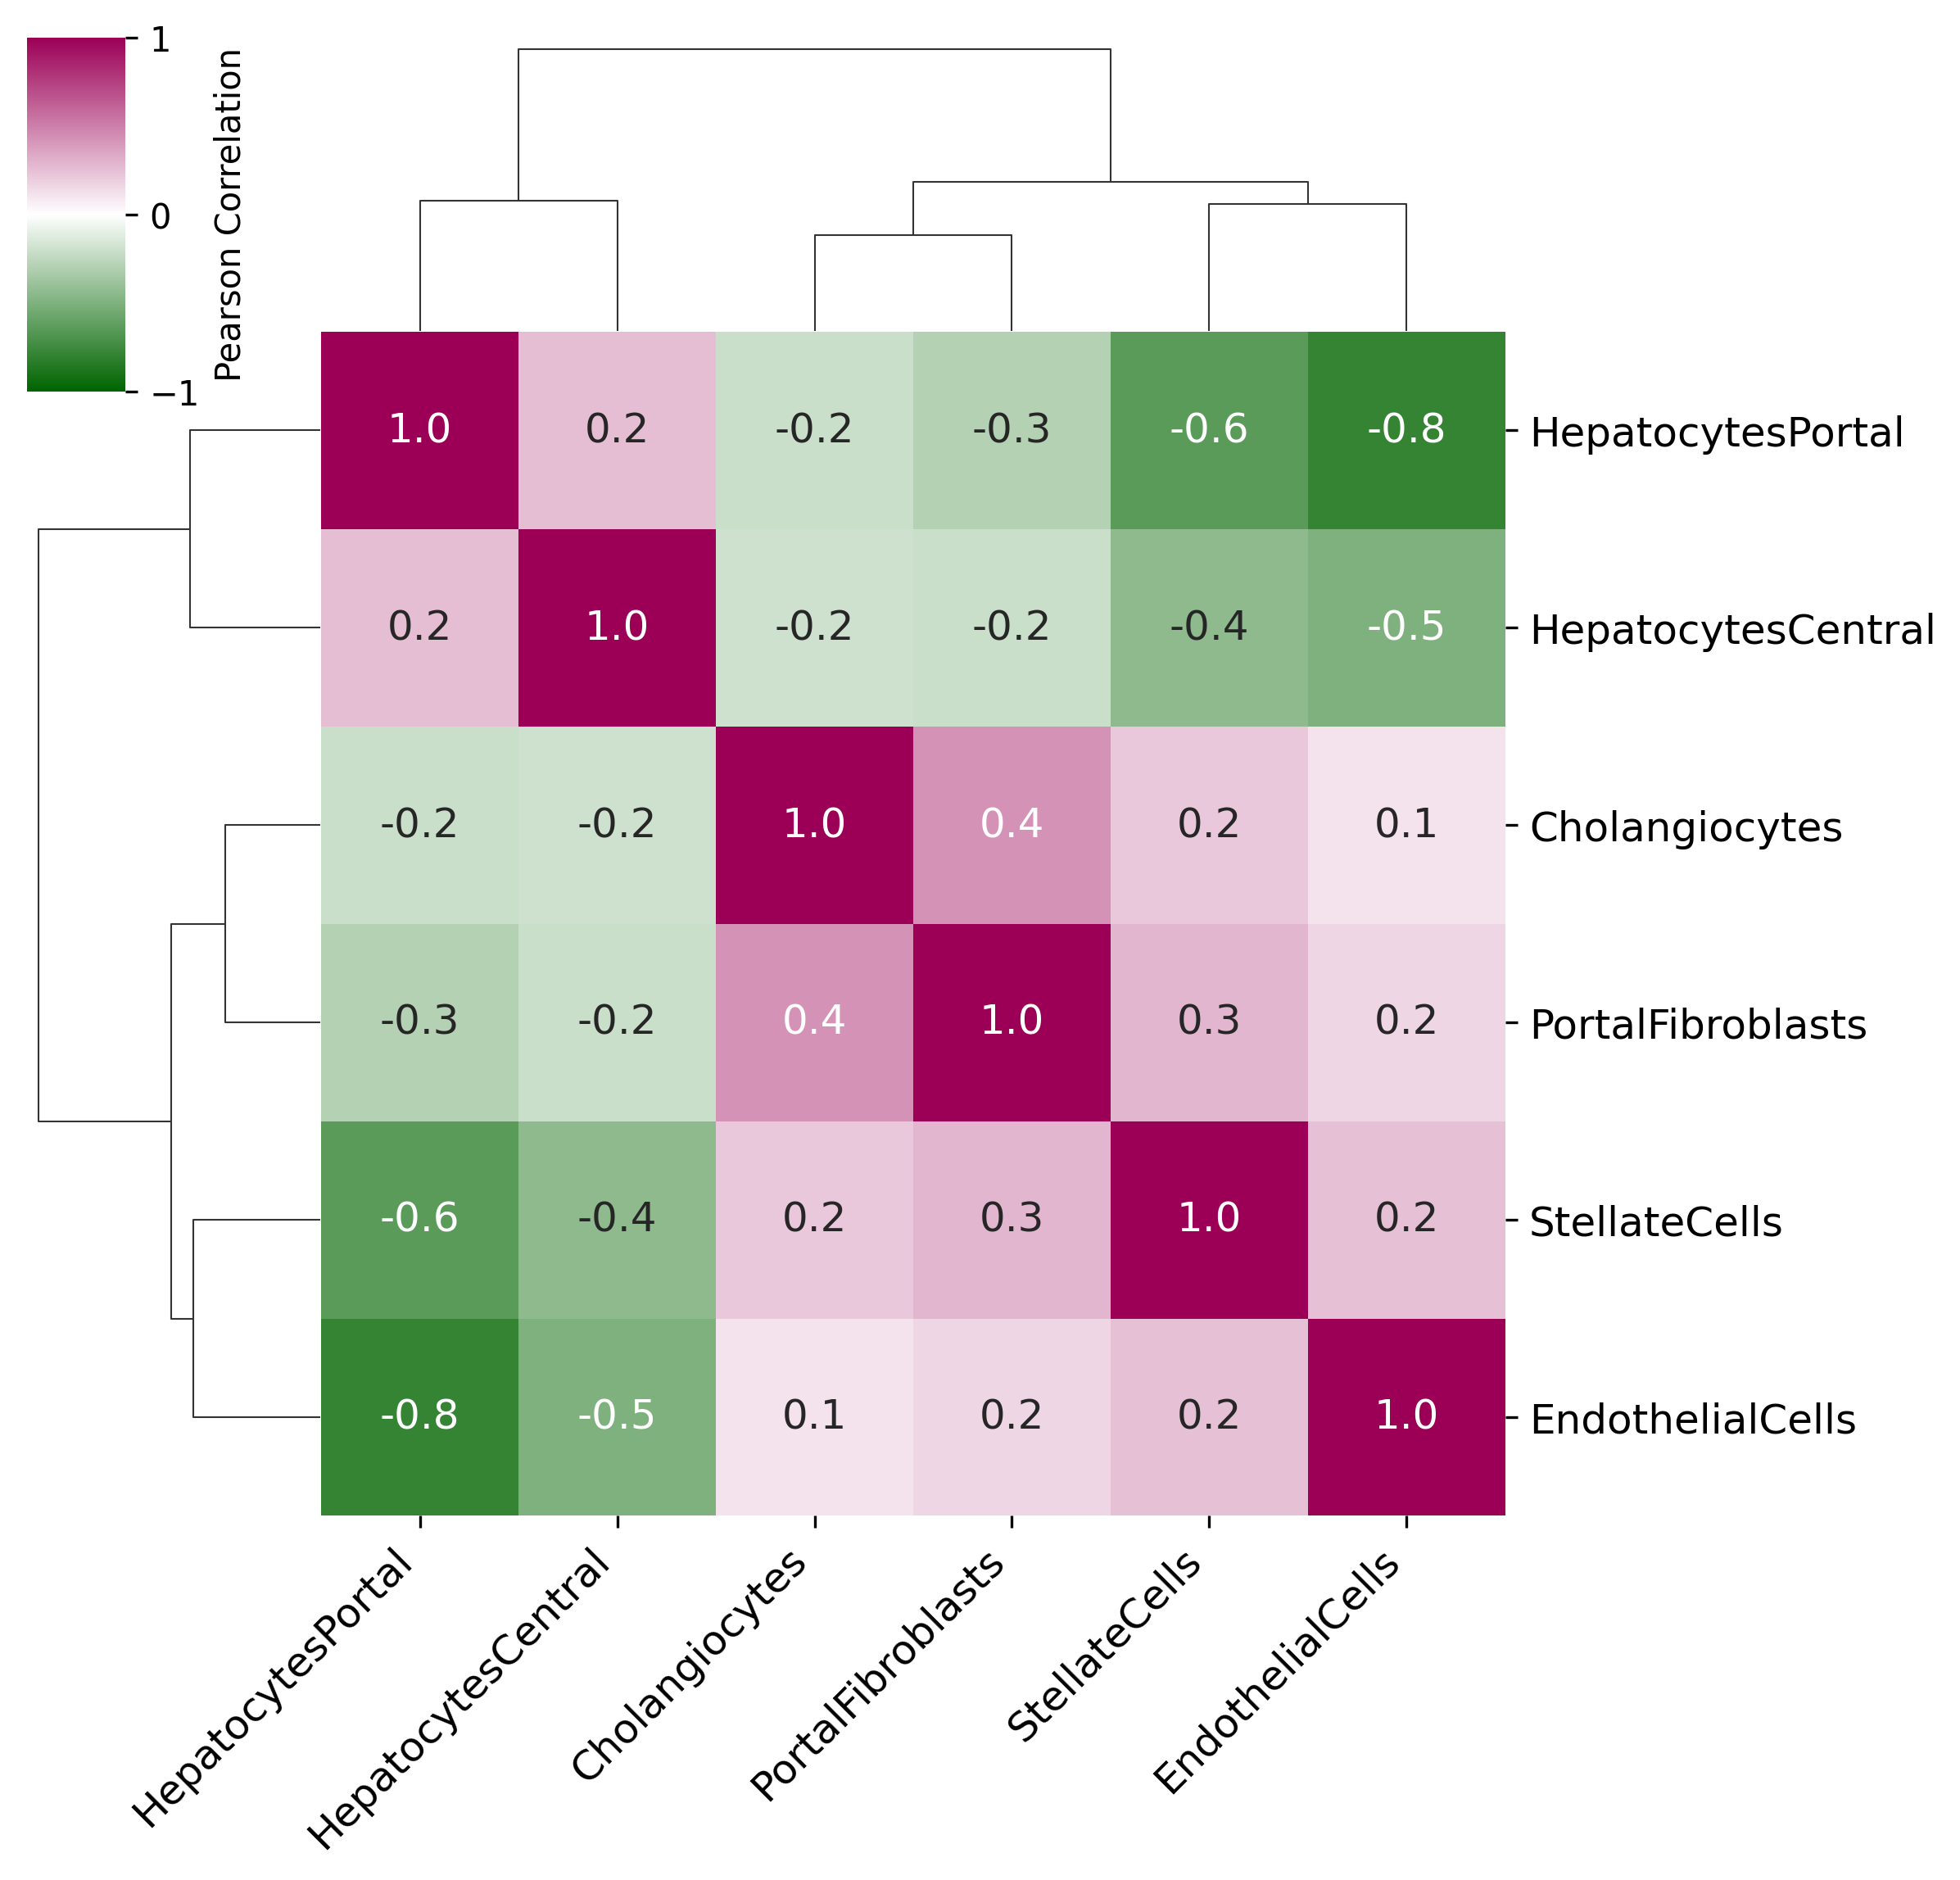 1
0
−1
Pearson Correlation
1.0 0.2 -0.2 -0.3 -0.6 -0.8 HepatocytesPortal
0.2 1.0 -0.2 -0.2 -0.4 -0.5 HepatocytesCentral
-0.2 -0.2 1.0 0.4 0.2 0.1 Cholangiocytes
-0.3 -0.2 0.4 1.0 0.3 0.2 PortalFibroblasts
-0.6 -0.4 0.2 0.3 1.0 0.2 StellateCells
-0.8 -0.5 0.1 0.2 0.2 1.0 EndothelialCells
HepatocytesPortal
HepatocytesCentral
Cholangiocytes
PortalFibroblasts
StellateCells
EndothelialCells